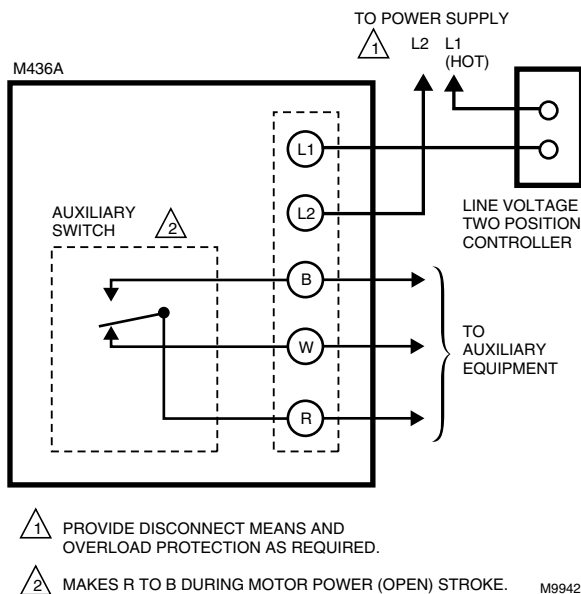 TO POWER SUPPLY
1
L2 L1
(HOT)
M436A
L1
L2
LINE VOLTAGE
TWO POSITION
CONTROLLER
AUXILIARY
SWITCH
2
B
W
R
TO
AUXILIARY
EQUIPMENT
1 PROVIDE DISCONNECT MEANS AND
OVERLOAD PROTECTION AS REQUIRED.
2 MAKES R TO B DURING MOTOR POWER (OPEN) STROKE.
M9942